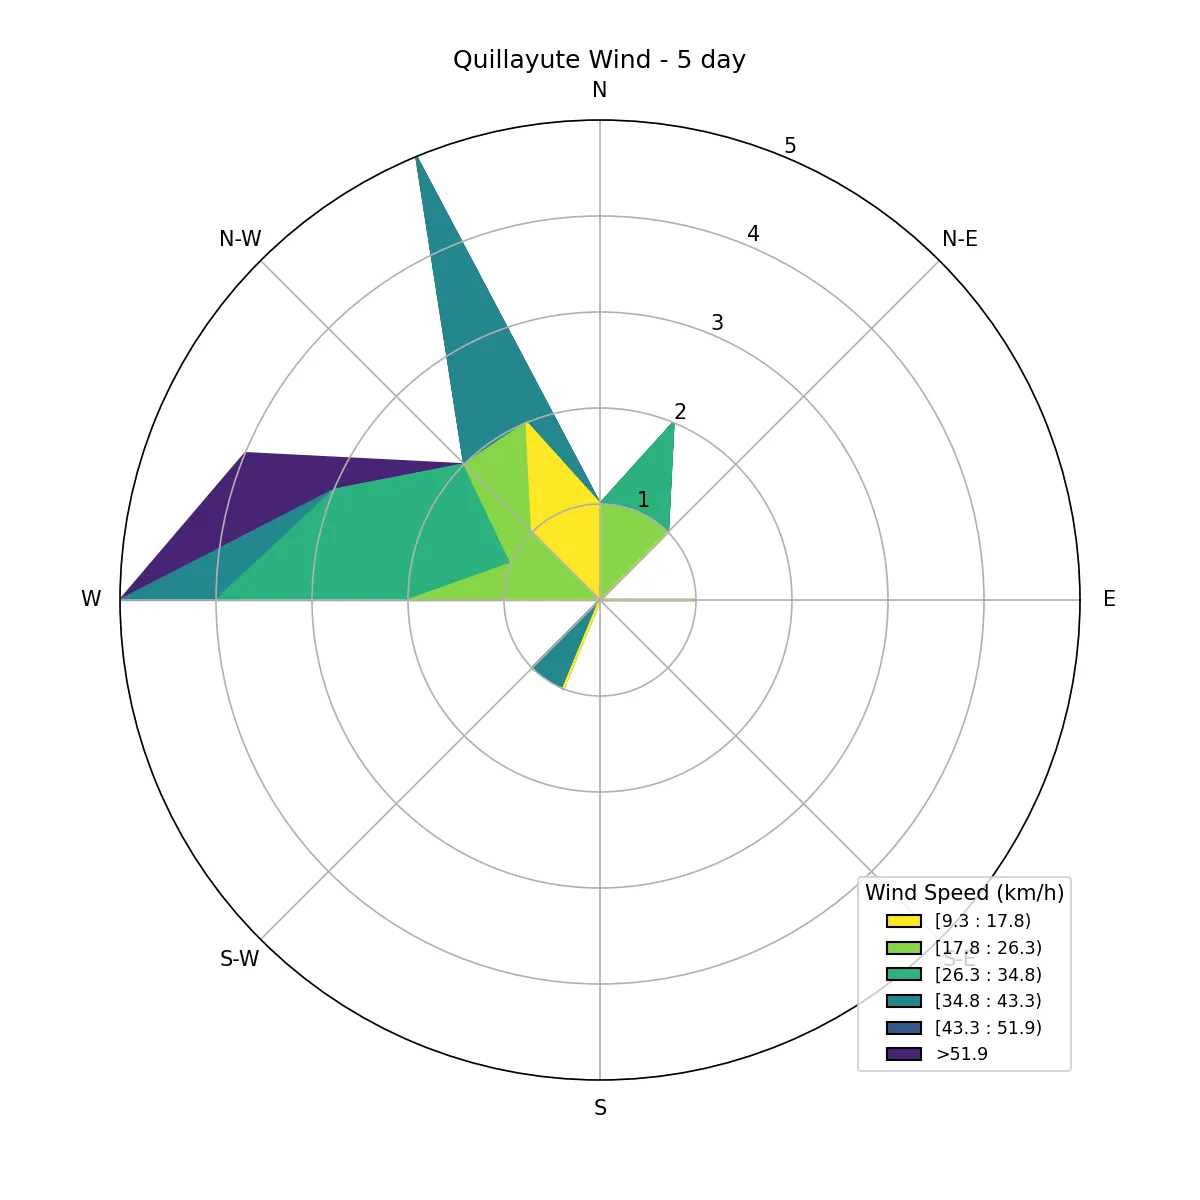 Quillayute Wind - 5 day
N
5
N-W
4
N-E
3
2
1
W
E
S-W
S-E
S
Wind Speed (km/h)
[9.3 : 17.8)
[17.8 : 26.3)
[26.3 : 34.8)
[34.8 : 43.3)
[43.3 : 51.9)
>51.9